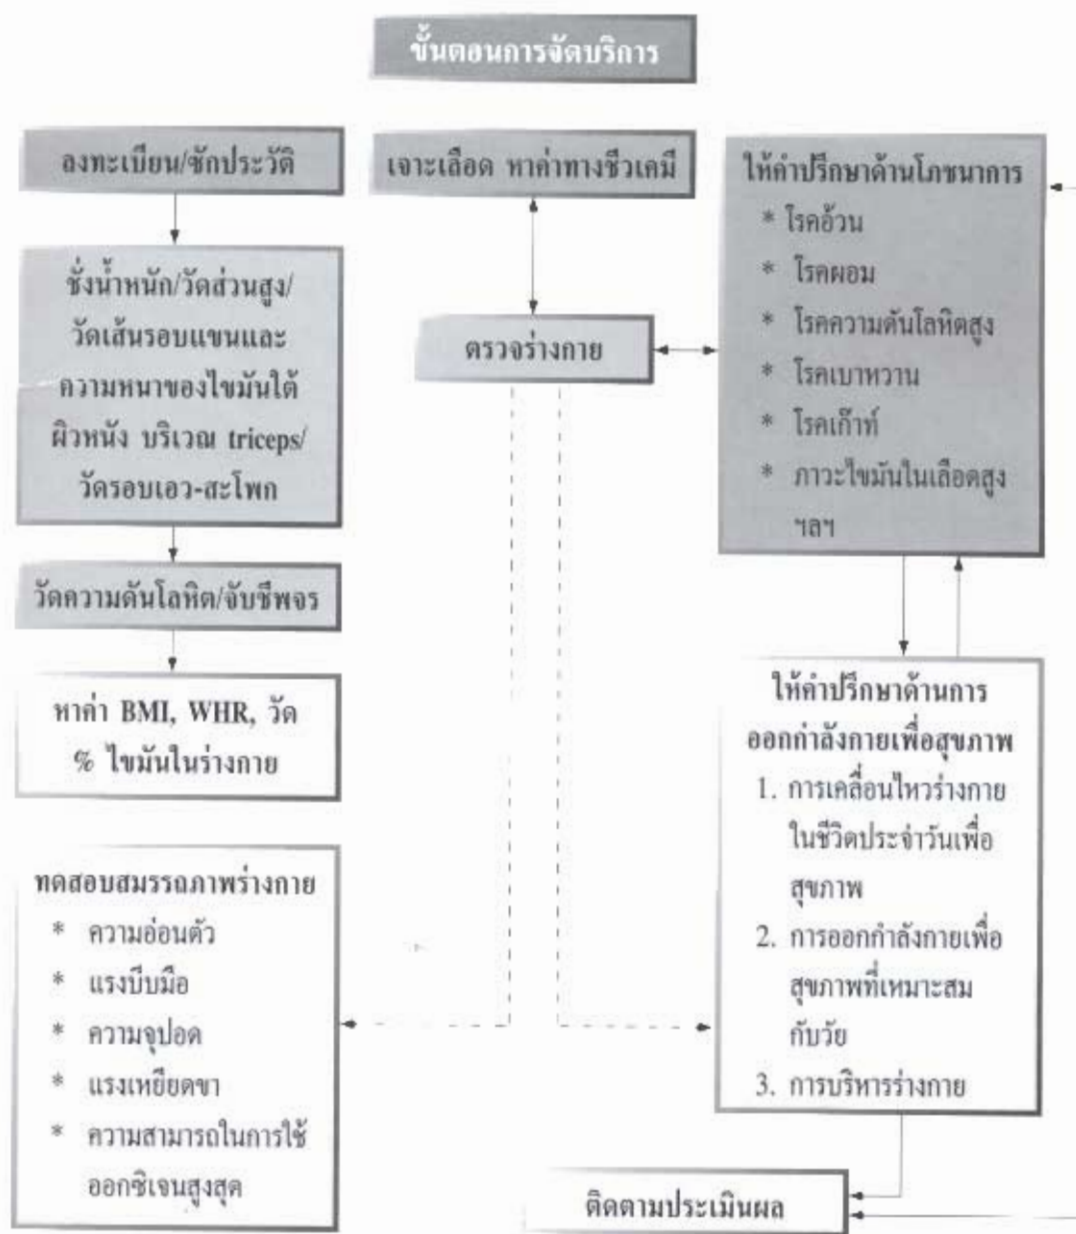 ขั้นตอนการจัดบริการ
ลงทะเบียน/ซักประวัติ
ชั่งน้ำหนัก/วัดส่วนสูง/
วัดเส้นรอบแขนและ
ความหนาของไขมันใต้
ผิวหนัง บริเวณ triceps/
วัดรอบเอว-สะโพก
วัดความดันโลหิต/จับชีพจร
หาค่า BMI, WHR, วัด
% ไขมันในร่างกาย
ทดสอบสมรรถภาพร่างกาย
* ความอ่อนตัว
* แรงบีบมือ
* ความจุปอด
* แรงเหยียดขา
* ความสามารถในการใช้
ออกซิเจนสูงสุด
เจาะเลือด หาค่าทางชีวเคมี
ตรวจร่างกาย
ให้คำปรึกษาด้านโภชนาการ
* โรคอ้วน
* โรคผอม
* โรคความดันโลหิตสูง
* โรคเบาหวาน
* โรคเก๊าท์
* ภาวะไขมันในเลือดสูง
ฯลฯ
ให้คำปรึกษาด้านการ
ออกกำลังกายเพื่อสุขภาพ
1. การเคลื่อนไหวร่างกาย
ในชีวิตประจำวันเพื่อ
สุขภาพ
2. การออกกำลังกายเพื่อ
สุขภาพที่เหมาะสม
กับวัย
3. การบริหารร่างกาย
ติดตามประเมินผล